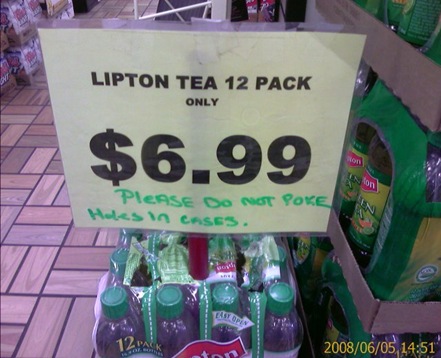 LIPTON TEA 12 PACK
ONLY
$6.99
PLEASE DO NOT POKE
HOLES IN CASES.
12 PACK
2008/06/05 14:51